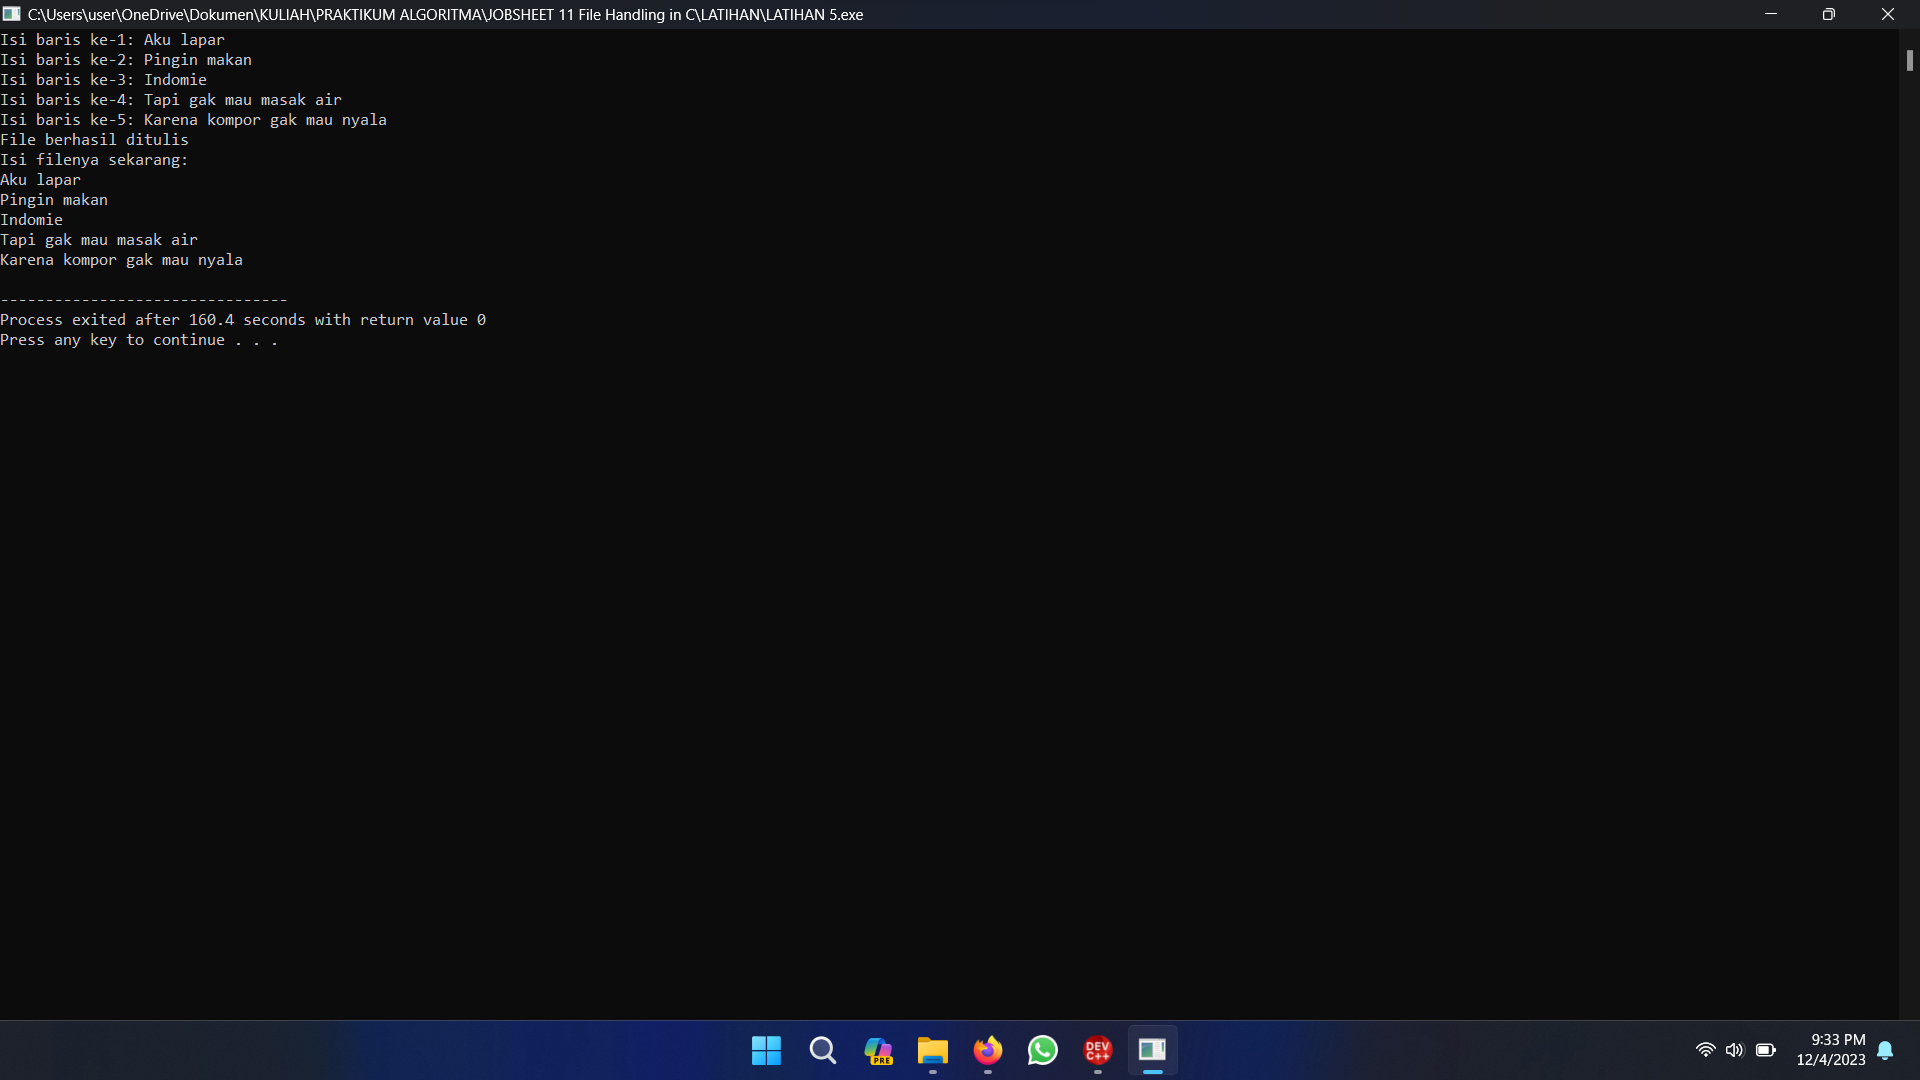 C:\Users\user\OneDrive\Dokumen\KULIAH\PRAKTIKUM ALGORITMA\JOBSHEET 11 File Handling in C\LATIHAN\LATIHAN 5.exe
Isi baris ke-1: Aku lapar
Isi baris ke-2: Pingin makan
Isi baris ke-3: Indomie
Isi baris ke-4: Tapi gak mau masak air
Isi baris ke-5: Karena kompor gak mau nyala
File berhasil ditulis
Isi filenya sekarang:
Aku lapar
Pingin makan
Indomie
Tapi gak mau masak air
Karena kompor gak mau nyala
--------------------------------
Process exited after 160.4 seconds with return value 0
Press any key to continue . . .
PRE
DEV
C++
9:33 PM
12/4/2023